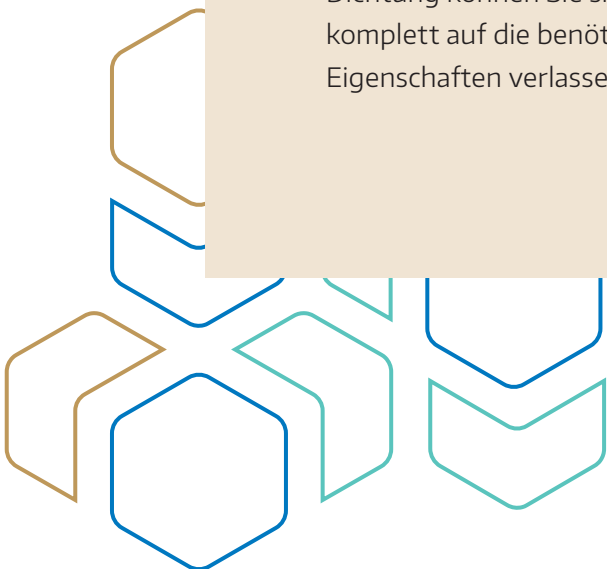 Dichtung können Sie s
komplett auf die benöt
Eigenschaften verlasse